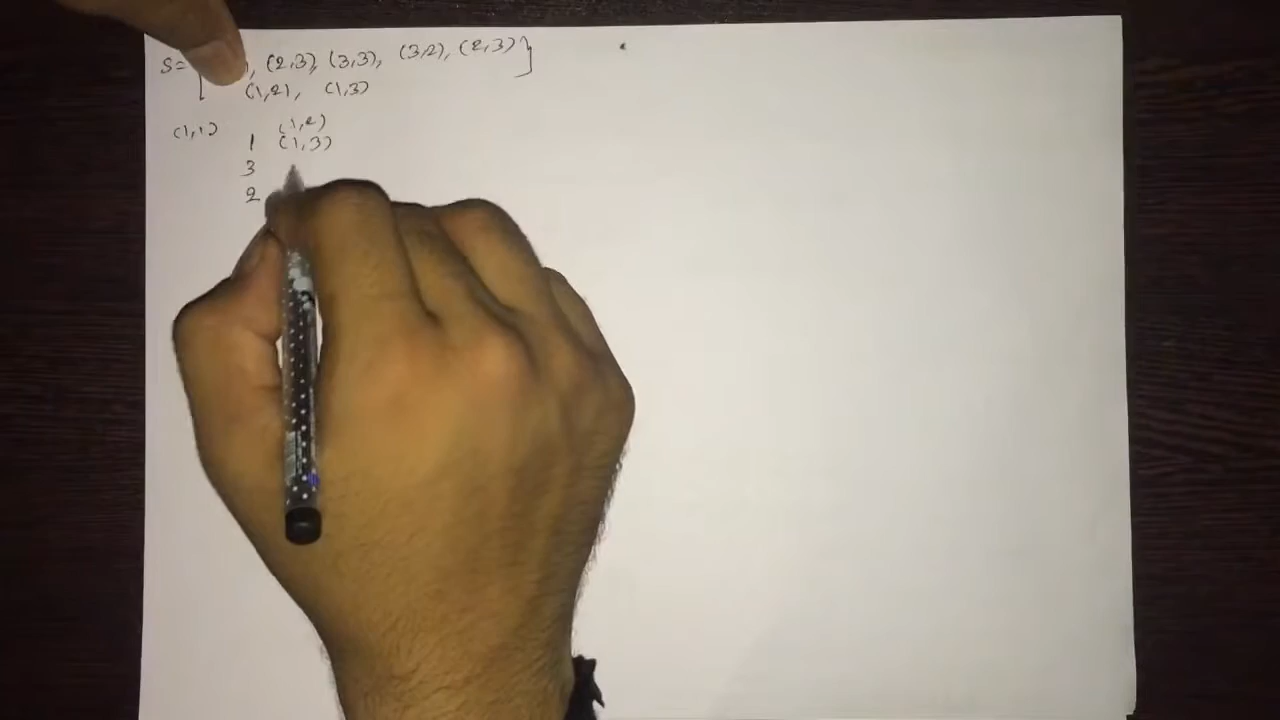 S= , (2,3), (3,3), (3,2), (2,3) }
(1,2), (1,3)
(1,2)
(1,1) 1 (1,3)
3
2